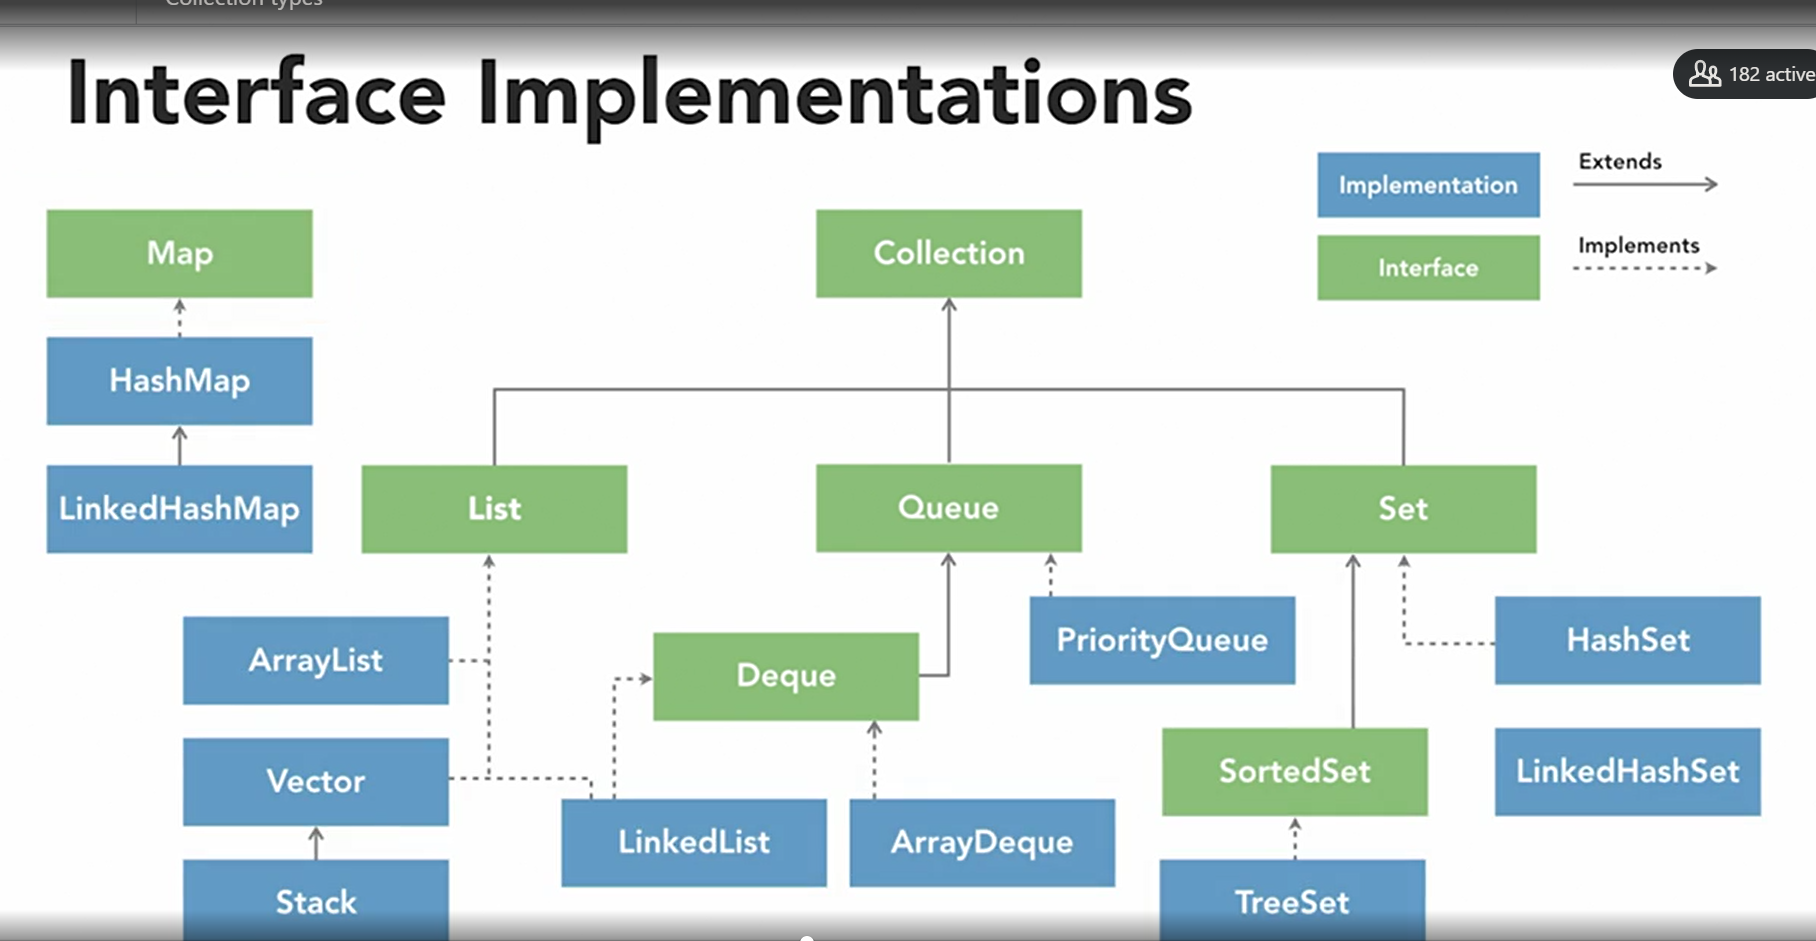 Collection types
Interface Implementations
182 active
Implementation
Extends
Interface
Implements
Map
Collection
HashMap
LinkedHashMap
List
Queue
Set
ArrayList
Deque
PriorityQueue
HashSet
Vector
LinkedList
ArrayDeque
SortedSet
LinkedHashSet
Stack
TreeSet